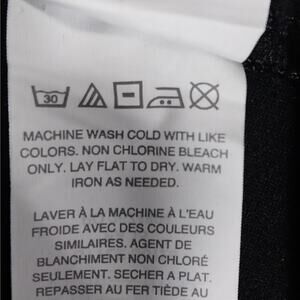 30
MACHINE WASH COLD WITH LIKE
COLORS. NON CHLORINE BLEACH
ONLY. LAY FLAT TO DRY. WARM
IRON AS NEEDED.
LAVER À LA MACHINE À L'EAU
FROIDE AVEC DES COULEURS
SIMILAIRES. AGENT DE
BLANCHIMENT NON CHLORÉ
SEULEMENT. SECHER A PLAT.
REPASSER AU FER TIÈDE AU